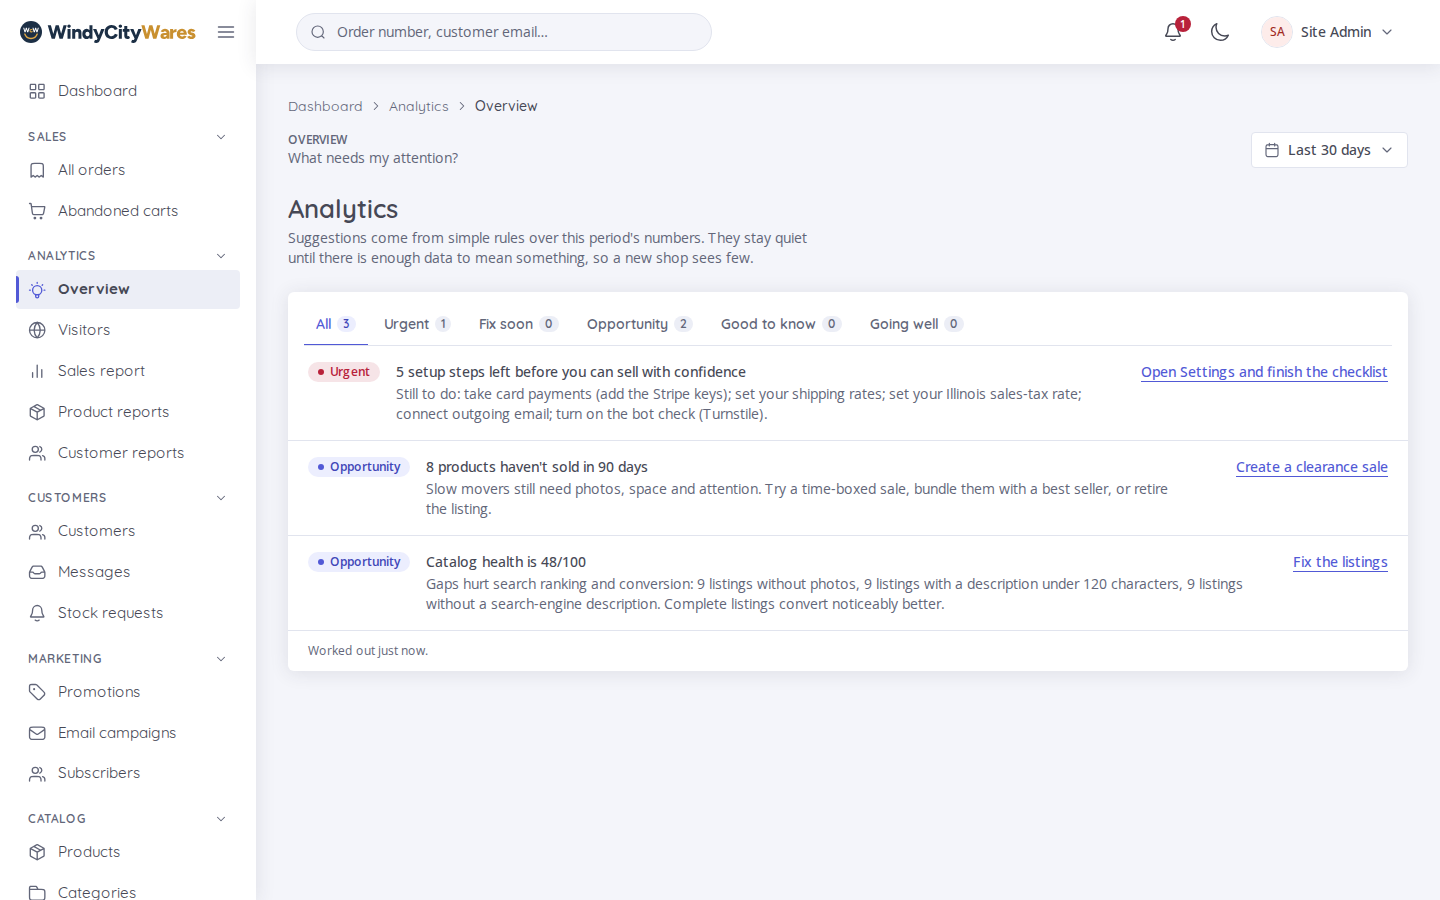 WindyCityWares
Order number, customer email...
1
SA
Site Admin
Dashboard
SALES
All orders
Abandoned carts
ANALYTICS
Overview
Visitors
Sales report
Product reports
Customer reports
CUSTOMERS
Customers
Messages
Stock requests
MARKETING
Promotions
Email campaigns
Subscribers
CATALOG
Products
Categories
Dashboard > Analytics > Overview
OVERVIEW
What needs my attention?
Last 30 days
Analytics
Suggestions come from simple rules over this period's numbers. They stay quiet
until there is enough data to mean something, so a new shop sees few.
All 3 Urgent 1 Fix soon 0 Opportunity 2 Good to know 0 Going well 0
Urgent
5 setup steps left before you can sell with confidence
Still to do: take card payments (add the Stripe keys); set your shipping rates; set your Illinois sales-tax rate;
connect outgoing email; turn on the bot check (Turnstile).
Open Settings and finish the checklist
Opportunity
8 products haven't sold in 90 days
Slow movers still need photos, space and attention. Try a time-boxed sale, bundle them with a best seller, or retire
the listing.
Create a clearance sale
Opportunity
Catalog health is 48/100
Gaps hurt search ranking and conversion: 9 listings without photos, 9 listings with a description under 120 characters, 9 listings
without a search-engine description. Complete listings convert noticeably better.
Fix the listings
Worked out just now.